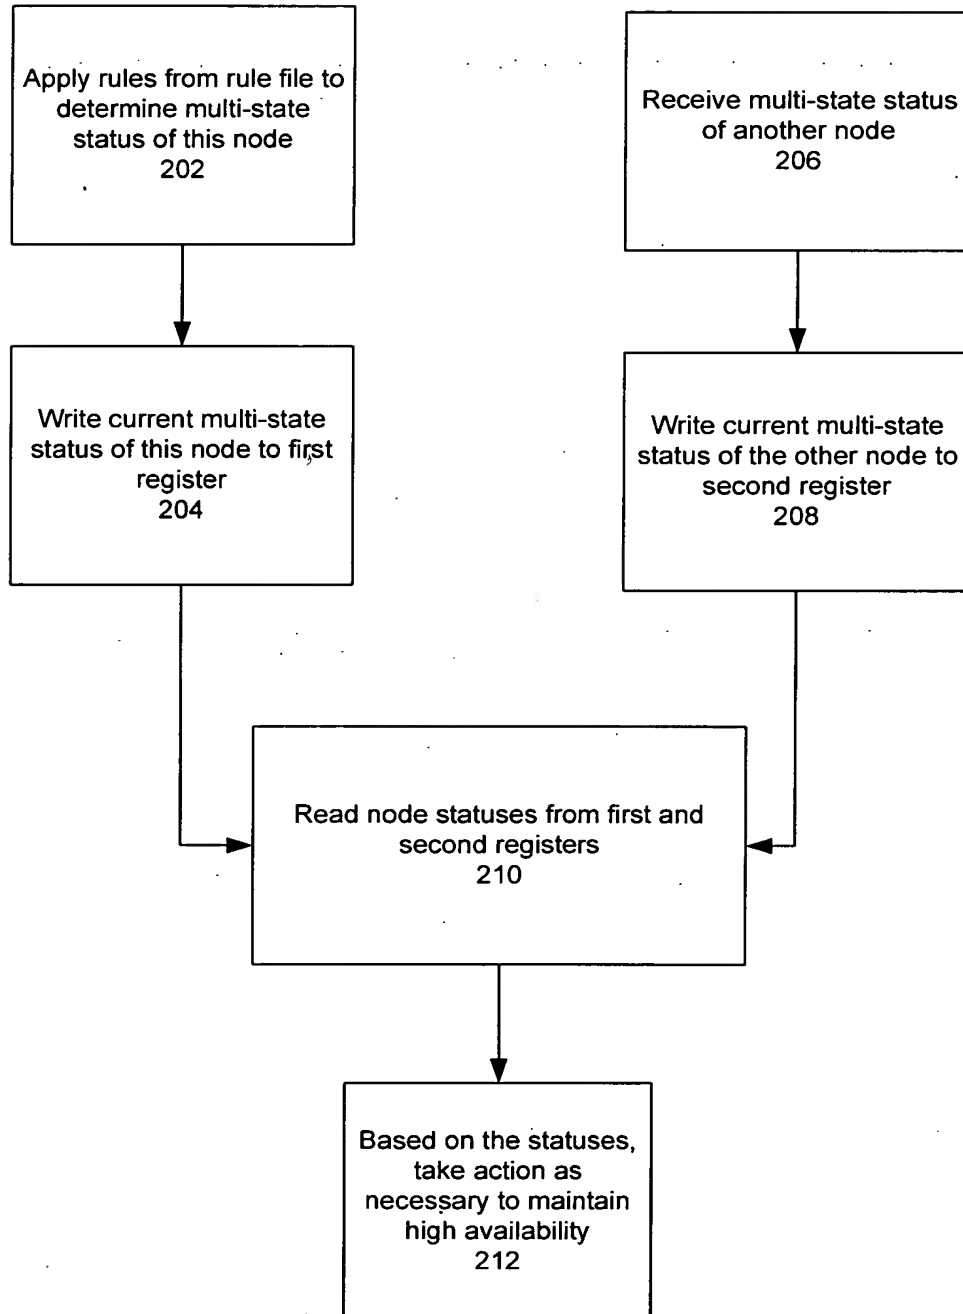 Apply rules from rule file to
determine multi-state
status of this node
202
Receive multi-state status
of another node
206
Write current multi-state
status of this node to first
register
204
Write current multi-state
status of the other node to
second register
208
Read node statuses from first and
second registers
210
Based on the statuses,
take action as
necessary to maintain
high availability
212